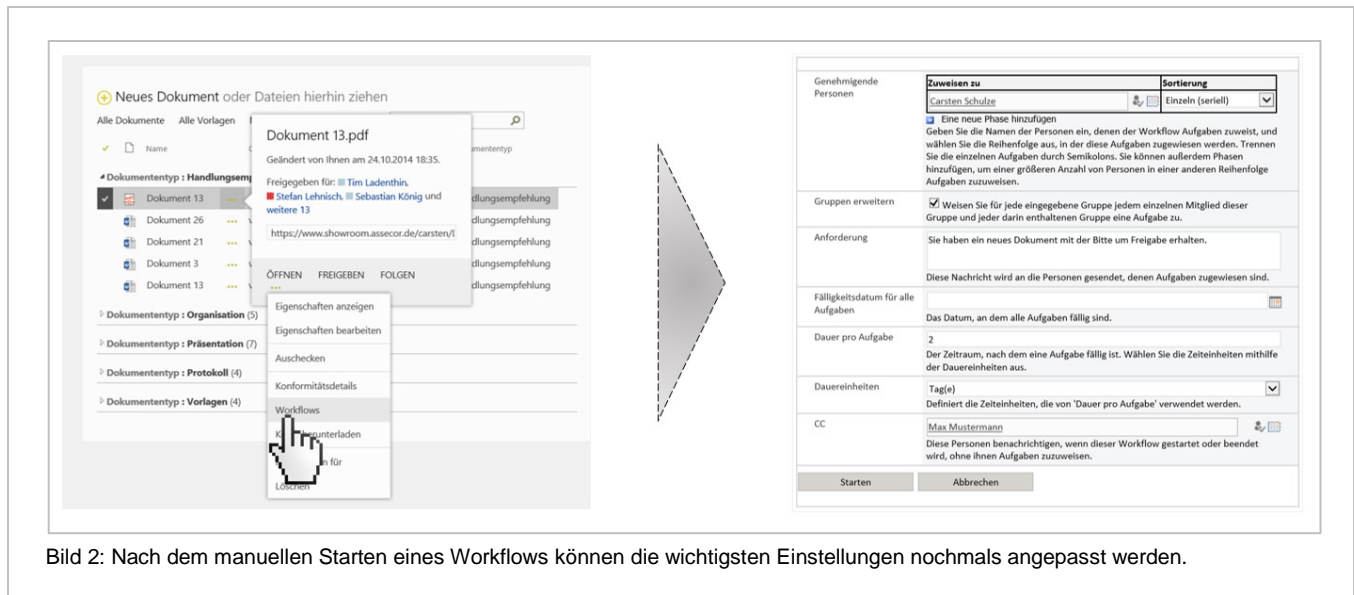 Neues Dokument oder Dateien hierhin ziehen
Alle Dokumente Alle Vorlagen
Name
Dokumententyp : Handlungsemp
Dokument 13 ... dlungsempfehlung
Dokument 26 ... dlungsempfehlung
Dokument 21 ... dlungsempfehlung
Dokument 3 ... dlungsempfehlung
Dokument 13 ... dlungsempfehlung
Dokumententyp : Organisation (5)
Dokumententyp : Präsentation (7)
Dokumententyp : Protokoll (4)
Dokumententyp : Vorlagen (4)
Dokument 13.pdf
Geändert von Ihnen am 24.10.2014 18:35.
Freigegeben für: Tim Ladenthin,
Stefan Lehnisch, Sebastian König und
weitere 13
https://www.showroom.assecor.de/carsten/
ÖFFNEN FREIGEBEN FOLGEN
...
Eigenschaften anzeigen
Eigenschaften bearbeiten
Auschecken
Konformitätsdetails
Workflows
herunterladen
für
Löschen
Genehmigende
Personen
Zuweisen zu Sortierung
Carsten Schulze Einzeln (seriell)
Eine neue Phase hinzufügen
Geben Sie die Namen der Personen ein, denen der Workflow Aufgaben zuweist, und
wählen Sie die Reihenfolge aus, in der diese Aufgaben zugewiesen werden. Trennen
Sie die einzelnen Aufgaben durch Semikolons. Sie können außerdem Phasen
hinzufügen, um einer größeren Anzahl von Personen in einer anderen Reihenfolge
Aufgaben zuzuweisen.
Gruppen erweitern
Weisen Sie für jede eingegebene Gruppe jedem einzelnen Mitglied dieser
Gruppe und jeder darin enthaltenen Gruppe eine Aufgabe zu.
Anforderung
Sie haben ein neues Dokument mit der Bitte um Freigabe erhalten.
Diese Nachricht wird an die Personen gesendet, denen Aufgaben zugewiesen sind.
Fälligkeitsdatum für alle
Aufgaben
Das Datum, an dem alle Aufgaben fällig sind.
Dauer pro Aufgabe
2
Der Zeitraum, nach dem eine Aufgabe fällig ist. Wählen Sie die Zeiteinheiten mithilfe
der Dauereinheiten aus.
Dauereinheiten
Tag(e)
Definiert die Zeiteinheiten, die von 'Dauer pro Aufgabe' verwendet werden.
CC
Max Mustermann
Diese Personen benachrichtigen, wenn dieser Workflow gestartet oder beendet
wird, ohne ihnen Aufgaben zuzuweisen.
Starten Abbrechen
Bild 2: Nach dem manuellen Starten eines Workflows können die wichtigsten Einstellungen nochmals angepasst werden.